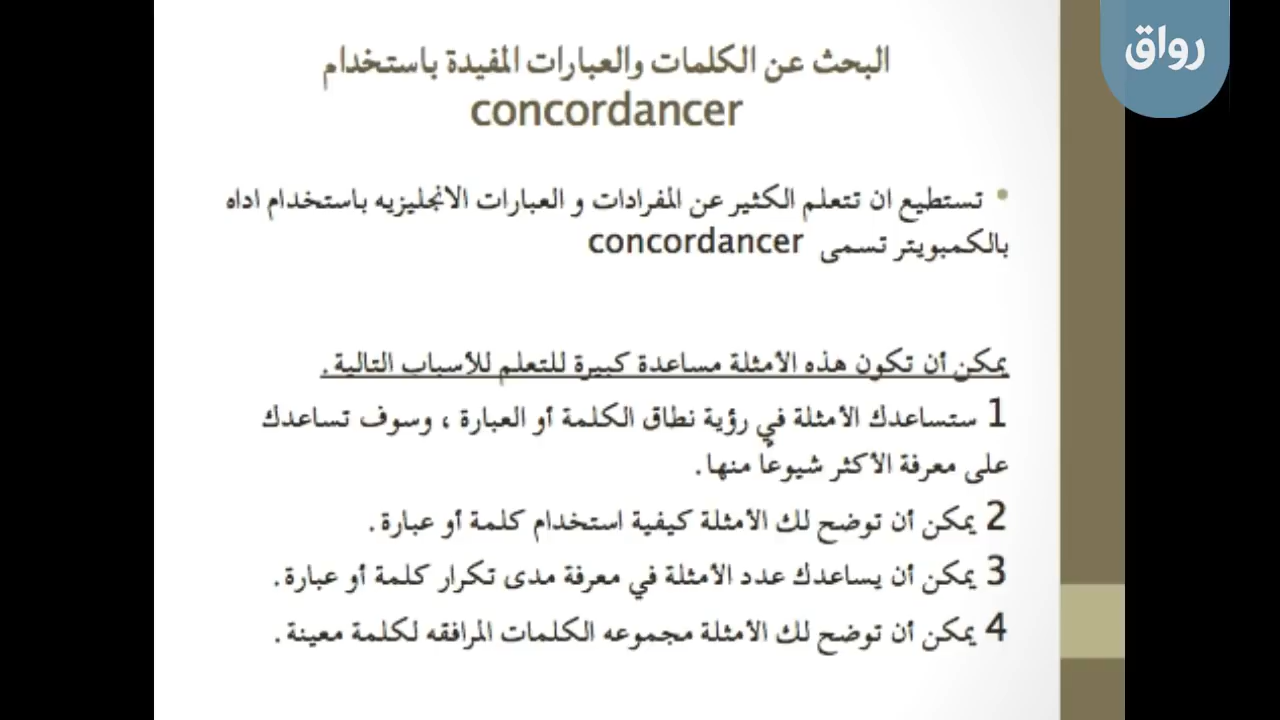 رواق
البحث عن الكلمات والعبارات المفيدة باستخدام
concordancer
• تستطيع ان تتعلم الكثير عن المفرادات و العبارات الانجليزيه باستخدام اداه
بالكمبويتر تسمى concordancer
يمكن أن تكون هذه الأمثلة مساعدة كبيرة للتعلم للأسباب التالية.
1 ستساعدك الأمثلة في رؤية نطاق الكلمة أو العبارة ، وسوف تساعدك
على معرفة الأكثر شيوعًا منها.
2 يمكن أن توضح لك الأمثلة كيفية استخدام كلمة أو عبارة.
3 يمكن أن يساعدك عدد الأمثلة في معرفة مدى تكرار كلمة أو عبارة.
4 يمكن أن توضح لك الأمثلة مجموعه الكلمات المرافقه لكلمة معينة.